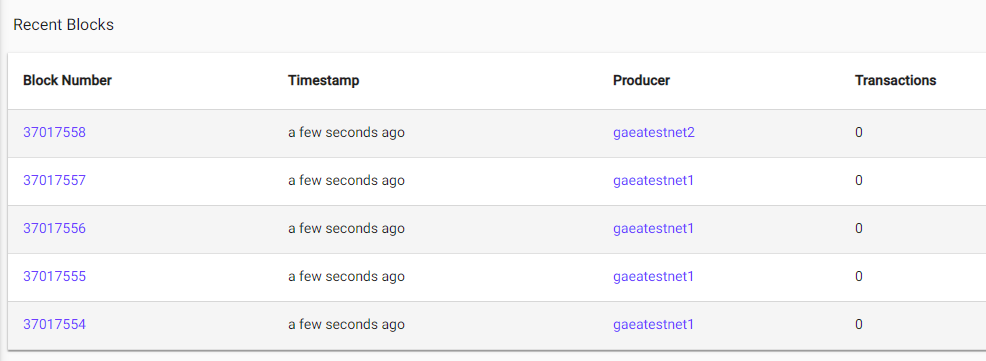 Recent Blocks
Block Number Timestamp Producer Transactions
37017558 a few seconds ago gaeatestnet2 0
37017557 a few seconds ago gaeatestnet1 0
37017556 a few seconds ago gaeatestnet1 0
37017555 a few seconds ago gaeatestnet1 0
37017554 a few seconds ago gaeatestnet1 0